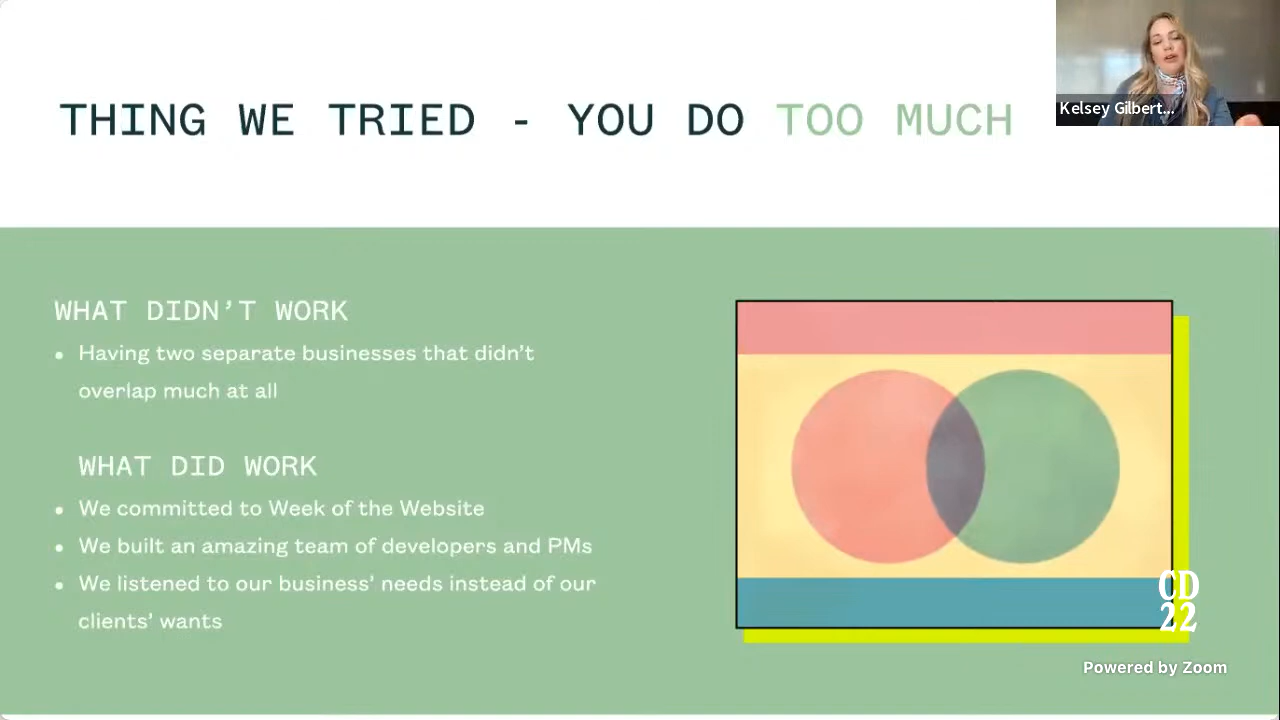 THING WE TRIED - YOU DO TOO MUCH
Kelsey Gilbert...
WHAT DIDN'T WORK
• Having two separate businesses that didn't
overlap much at all
WHAT DID WORK
• We committed to Week of the Website
• We built an amazing team of developers and PMs
• We listened to our business' needs instead of our
clients' wants
CD
22
Powered by Zoom